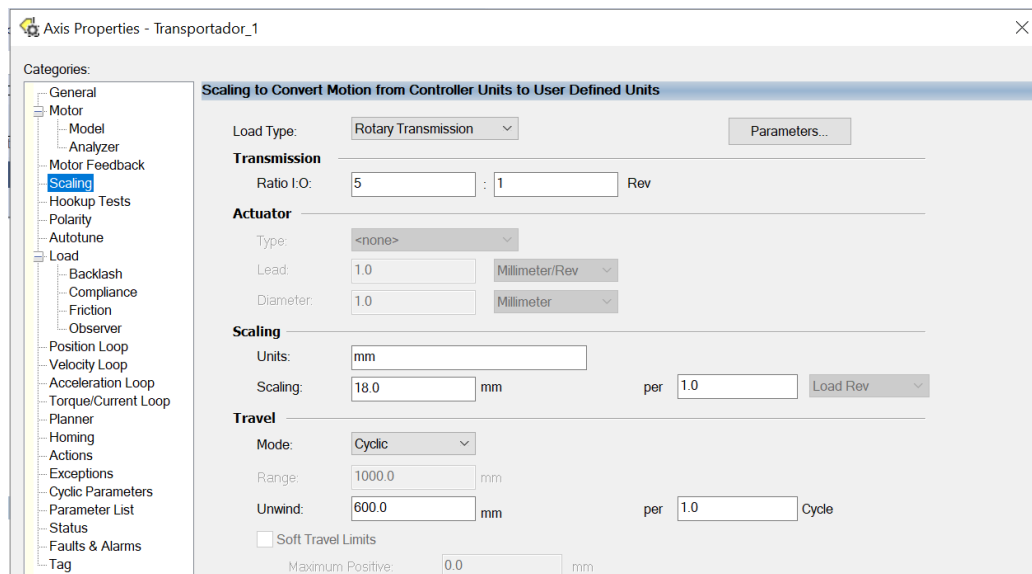 Axis Properties - Transportador_1
Categories:
General
Motor
Model
Analyzer
Motor Feedback
Scaling
Hookup Tests
Polarity
Autotune
Load
Backlash
Compliance
Friction
Observer
Position Loop
Velocity Loop
Acceleration Loop
Torque/Current Loop
Planner
Homing
Actions
Exceptions
Cyclic Parameters
Parameter List
Status
Faults & Alarms
Tag
Scaling to Convert Motion from Controller Units to User Defined Units
Load Type: Rotary Transmission Parameters...
Transmission
Ratio I:O: 5 : 1 Rev
Actuator
Type: <none>
Lead: 1.0 Millimeter/Rev
Diameter: 1.0 Millimeter
Scaling
Units: mm
Scaling: 18.0 mm per 1.0 Load Rev
Travel
Mode: Cyclic
Range: 1000.0 mm
Unwind: 600.0 mm per 1.0 Cycle
Soft Travel Limits
Maximum Positive: 0.0 mm